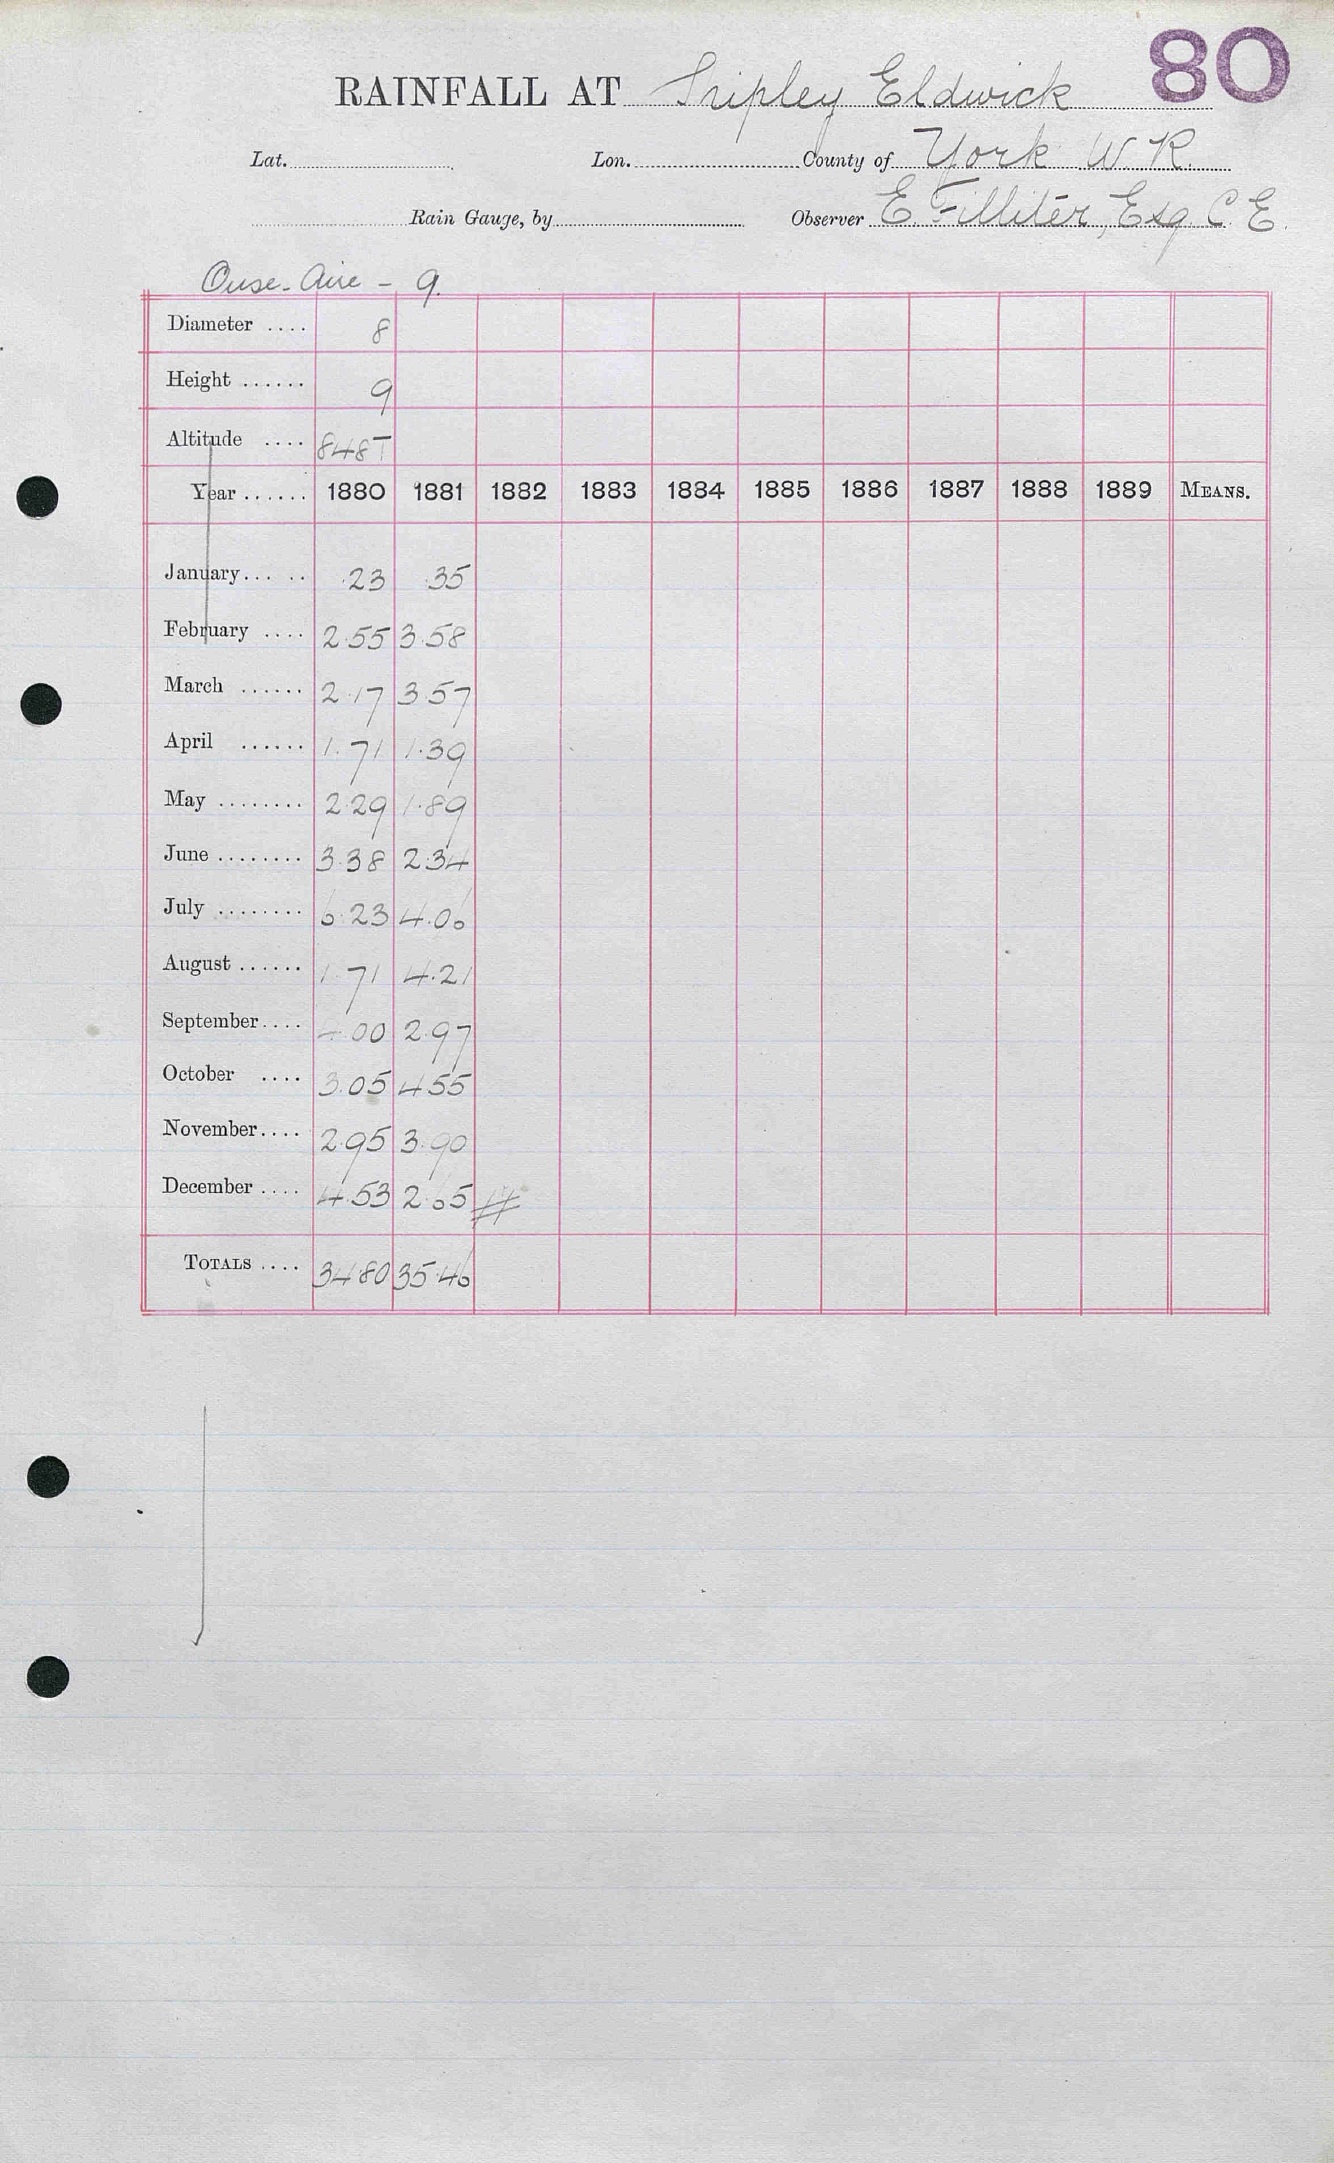 80
RAINFALL AT Tripley Eldwick
Lat. Lon. County of York W. R.
Rain Gauge, by Observer E. Filliter, Esq. C. E.
Ouse-Aire - 9.
Diameter .... 8
Height ...... 9
Altitude .... 848T
Year ...... 1880 1881 1882 1883 1884 1885 1886 1887 1888 1889 MEANS.
January... .. .23 .35
February .... 2.55 3.58
March ...... 2.17 3.57
April ...... 1.71 1.39
May ........ 2.29 1.89
June ........ 3.38 2.34
July ........ 6.23 4.06
August ...... 1.71 4.21
September.... 4.00 2.97
October .... 3.05 4.55
November.... 2.95 3.90
December .... 4.53 2.65
TOTALS .... 34.80 35.46